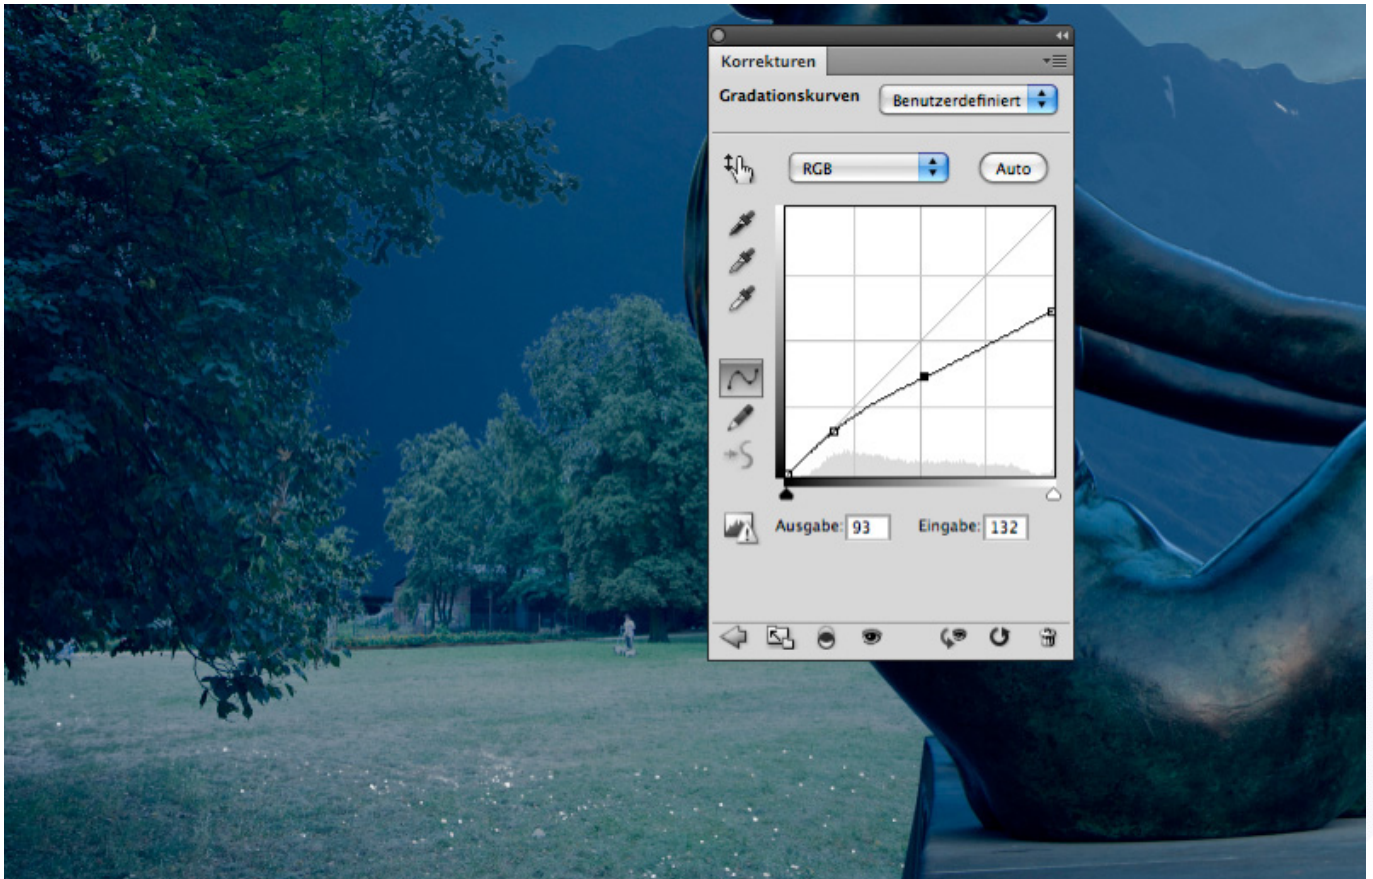 Korrekturen
Gradationskurven Benutzerdefiniert
RGB Auto
Ausgabe: 93 Eingabe: 132